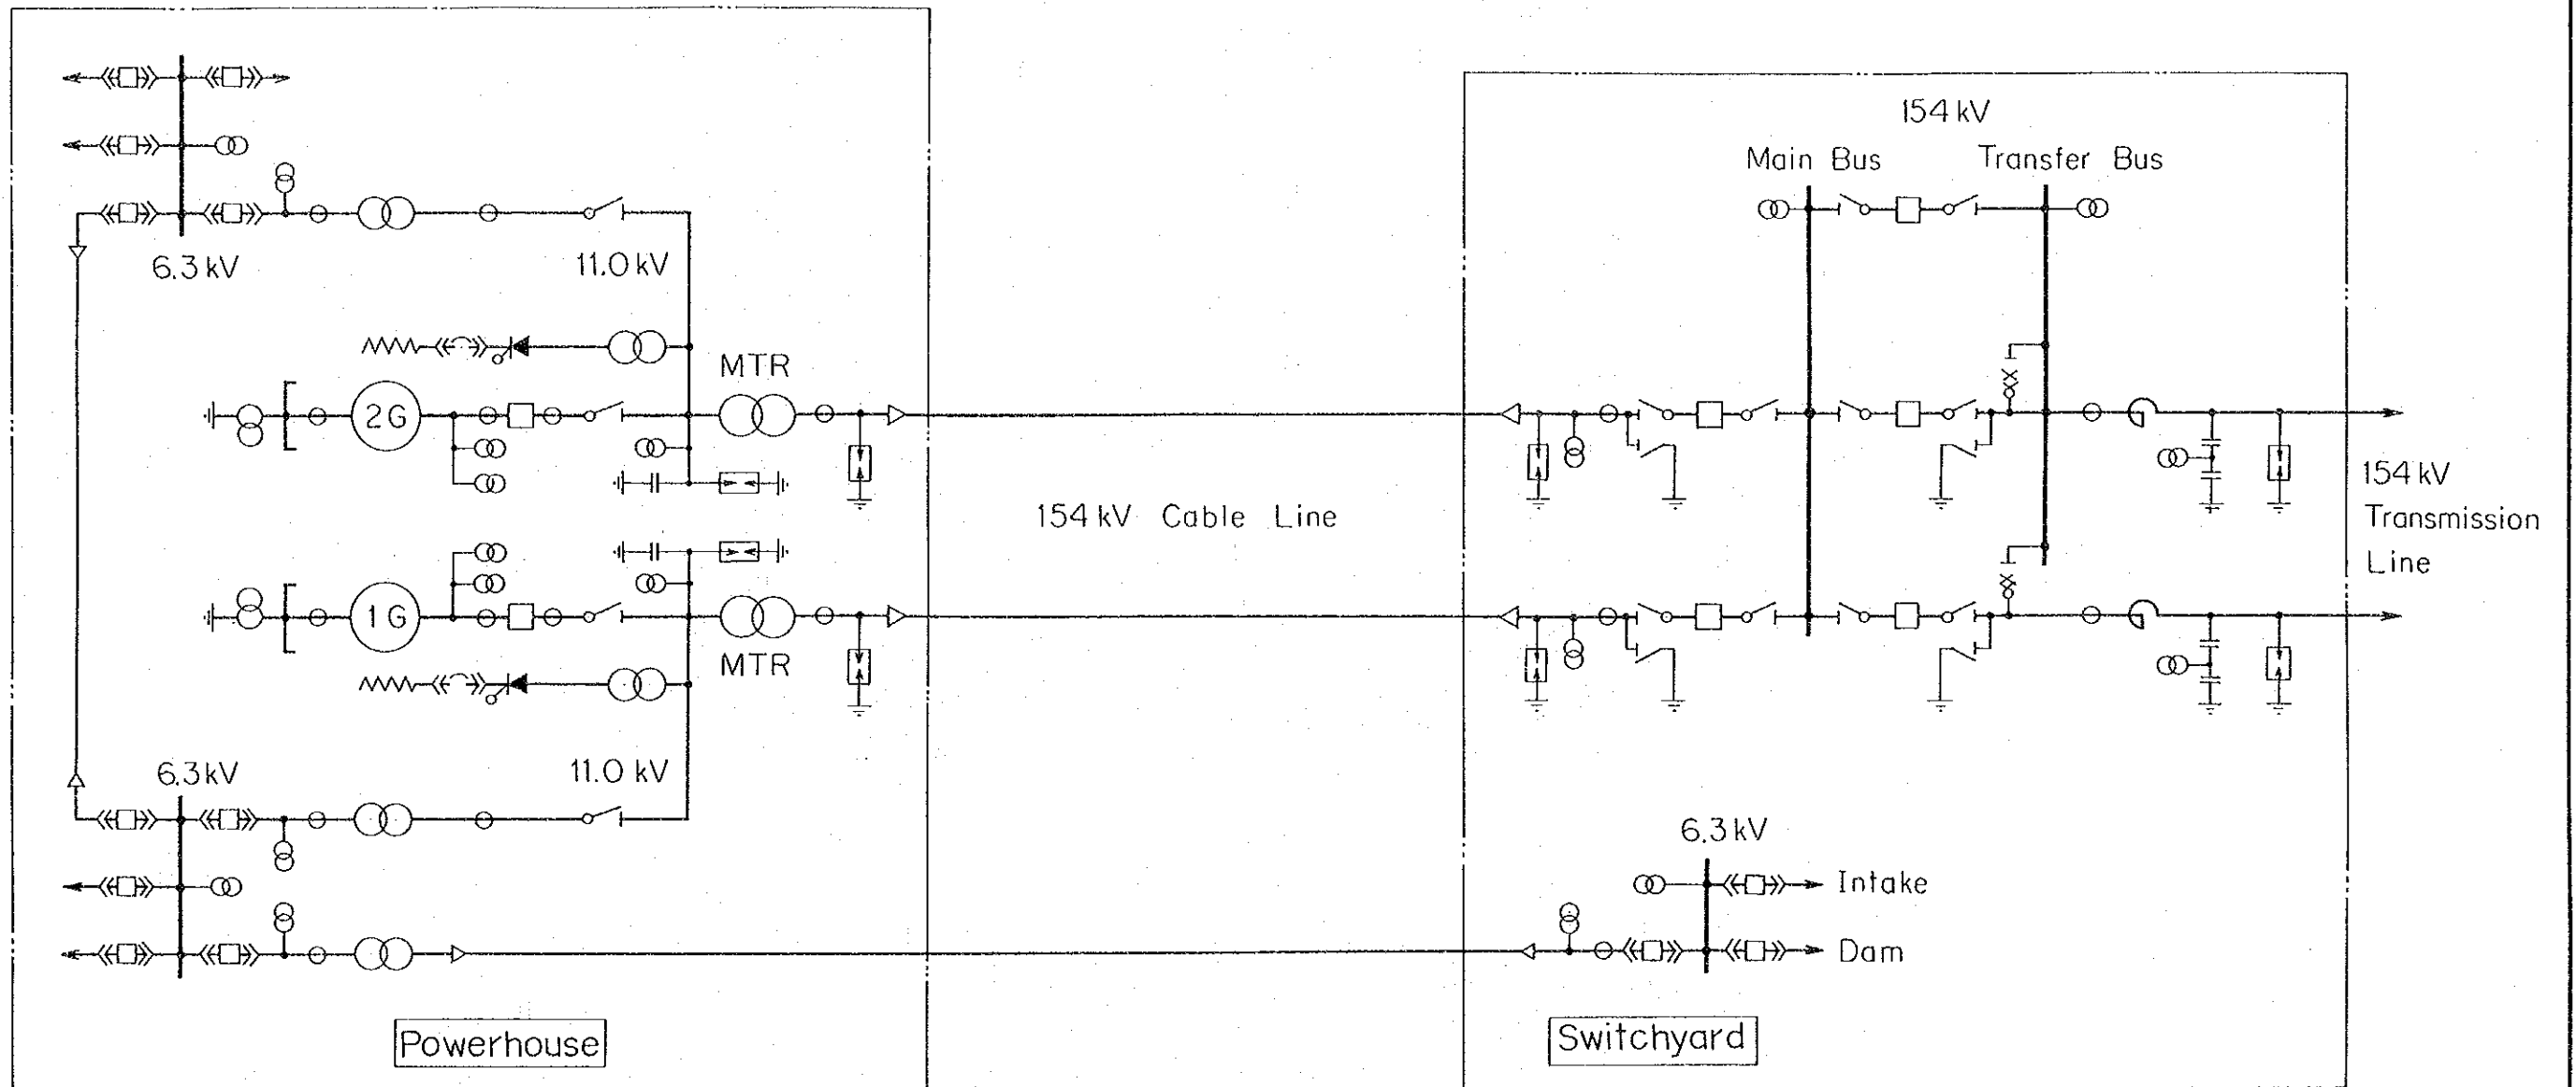 154 kV
Main Bus
Transfer Bus
6.3 kV
11.0 kV
MTR
2G
154 kV Cable Line
154 kV
Transmission
Line
1G
MTR
6.3 kV
11.0 kV
6.3 kV
Intake
Dam
Powerhouse
Switchyard